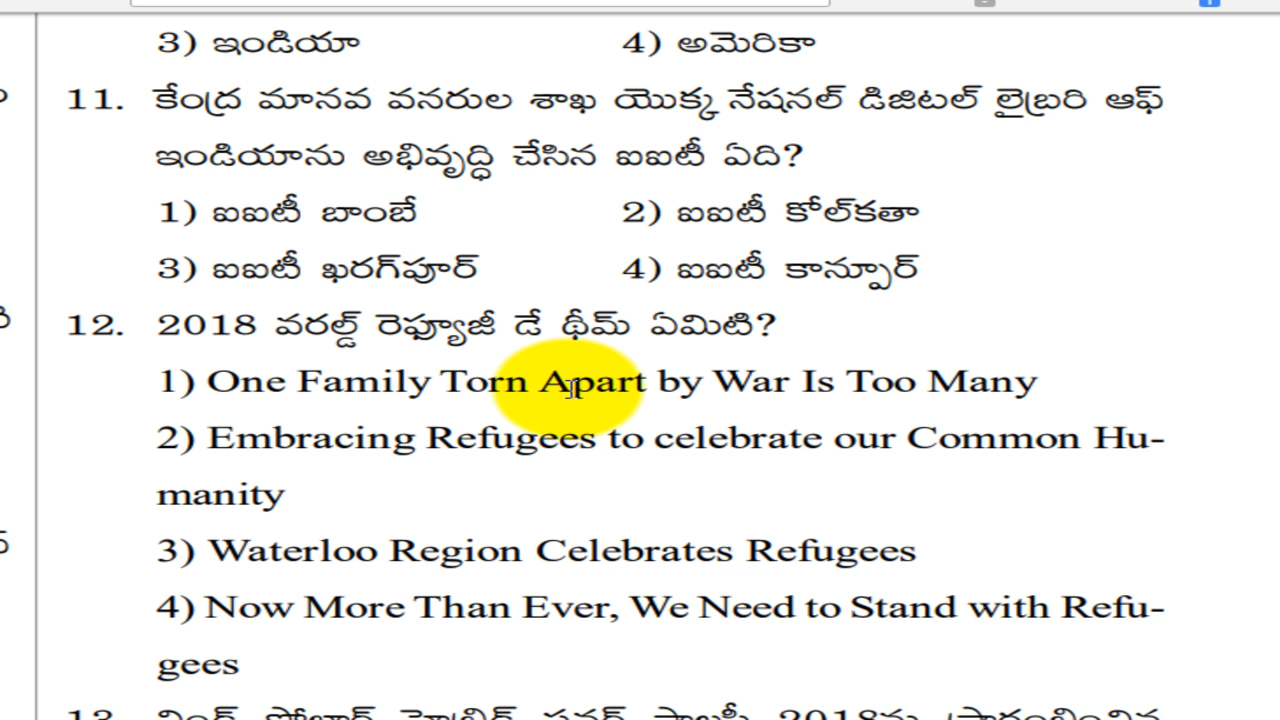 3) ఇండియా 4) అమెరికా
11. కేంద్ర మానవ వనరుల శాఖ యొక్క నేషనల్ డిజిటల్ లైబ్రరి ఆఫ్
ఇండియాను అభివృద్ధి చేసిన ఐఐటీ ఏది?
1) ఐఐటీ బాంబే 2) ఐఐటీ కోల్‌కతా
3) ఐఐటీ ఖరగ్‌పూర్ 4) ఐఐటీ కాన్పూర్
12. 2018 వరల్డ్ రెఫ్యూజీ డే థీమ్ ఏమిటి?
1) One Family Torn Apart by War Is Too Many
2) Embracing Refugees to celebrate our Common Hu-
manity
3) Waterloo Region Celebrates Refugees
4) Now More Than Ever, We Need to Stand with Refu-
gees